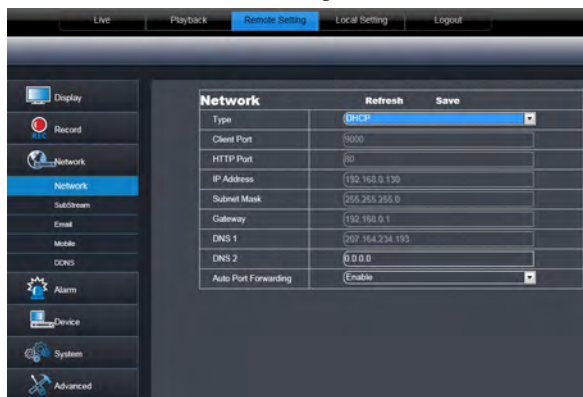 Live Playback Remote Setting Local Setting Logout
Display
Record
REC
Network
Network
SubStream
Email
Mobile
DDNS
Alarm
Device
System
Advanced
Network Refresh Save
Type DHCP
Client Port 9000
HTTP Port 80
IP Address 192.168.0.130
Subnet Mask 255.255.255.0
Gateway 192.168.0.1
DNS 1 207.164.234.193
DNS 2 0.0.0.0
Auto Port Forwarding Enable